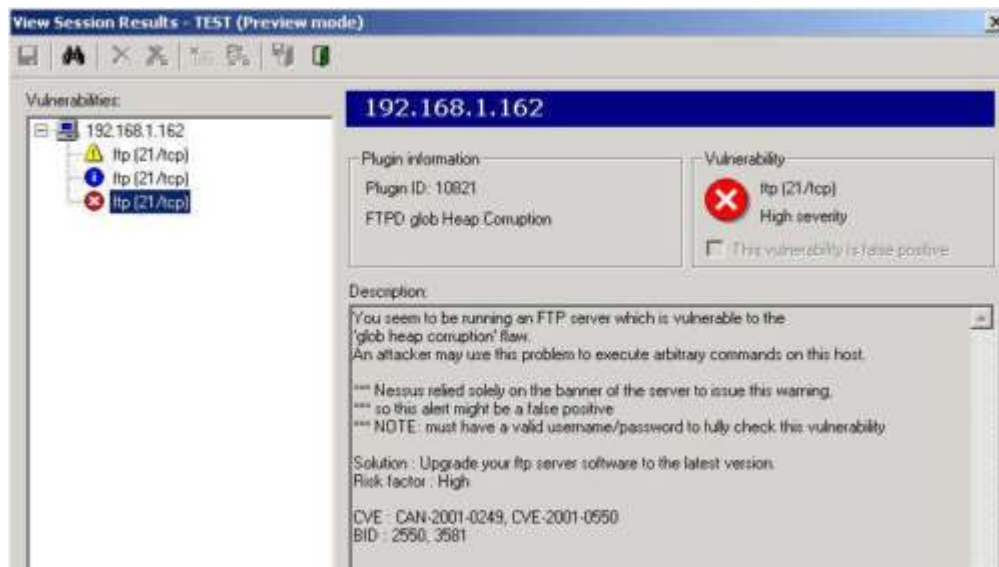 View Session Results - TEST (Preview mode)
Vulnerabilities:
192.168.1.162
ftp (21/tcp)
ftp (21/tcp)
ftp (21/tcp)
192.168.1.162
Plugin information
Plugin ID: 10821
FTPD glob Heap Corruption
Vulnerability
ftp (21/tcp)
High severity
This vulnerability is false positive
Description:
You seem to be running an FTP server which is vulnerable to the
'glob heap corruption' flaw.
An attacker may use this problem to execute arbitrary commands on this host.
*** Nessus relied solely on the banner of the server to issue this warning,
*** so this alert might be a false positive
*** NOTE: must have a valid username/password to fully check this vulnerability
Solution : Upgrade your ftp server software to the latest version.
Risk factor : High
CVE : CAN-2001-0249, CVE-2001-0550
BID : 2550, 3581